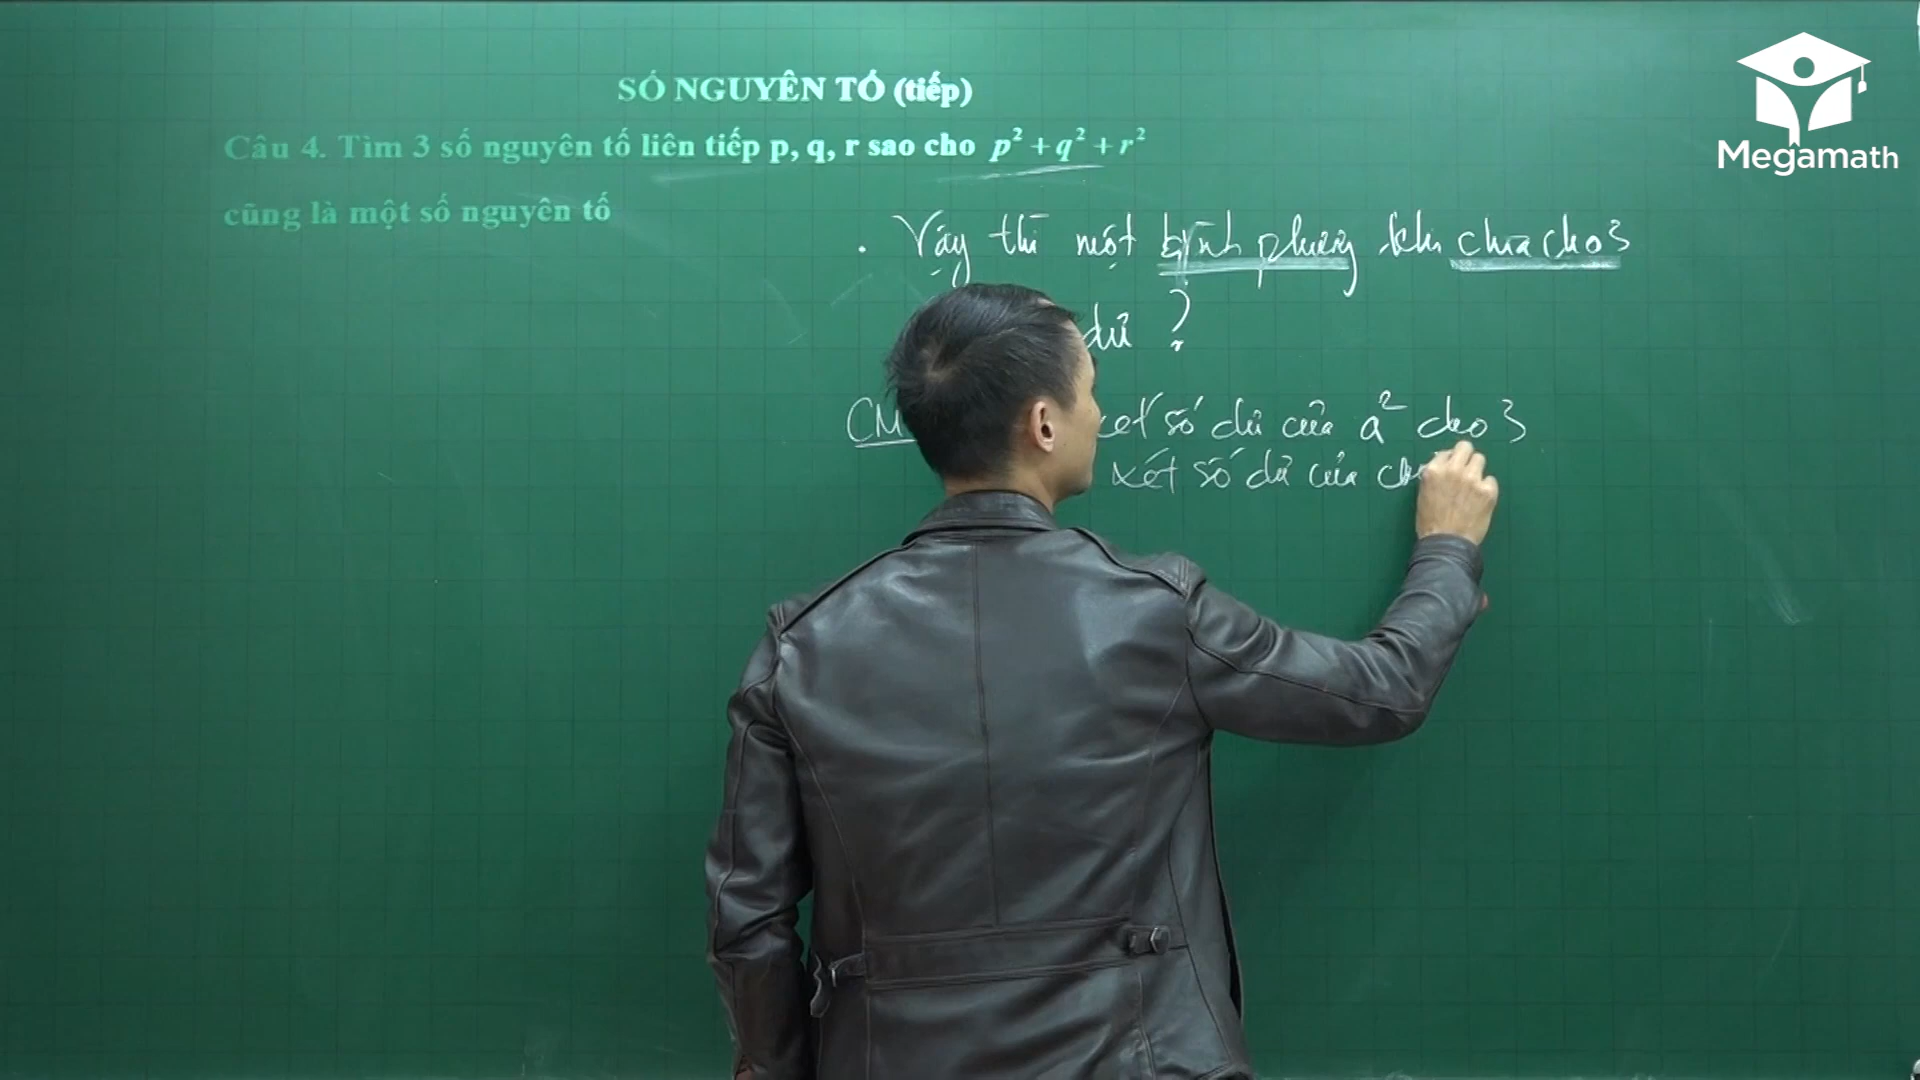 Megamath
SỐ NGUYÊN TỐ (tiếp)
Câu 4. Tìm 3 số nguyên tố liên tiếp p, q, r sao cho p² + q² + r²
cũng là một số nguyên tố
. Vậy thì một bình phương khi chia cho 3
dư ?
CM xét số dư của a² cho 3
xét số dư của